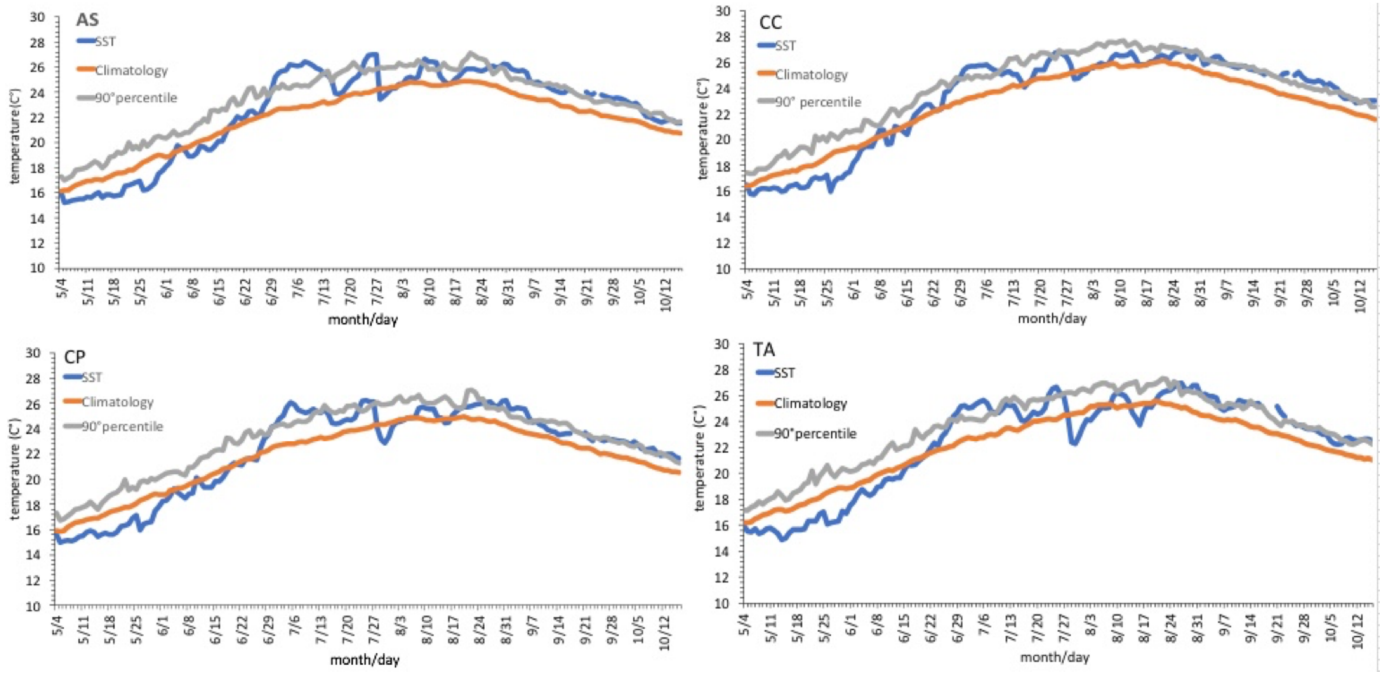 AS
SST
Climatology
90°percentile
temperature (C°)
30
28
26
24
22
20
18
16
14
12
10
5/4 5/11 5/18 5/25 6/1 6/8 6/15 6/22 6/29 7/6 7/13 7/20 7/27 8/3 8/10 8/17 8/24 8/31 9/7 9/14 9/21 9/28 10/5 10/12
month/day
CC
SST
Climatology
90° percentile
temperature (C°)
30
28
26
24
22
20
18
16
14
12
10
5/4 5/11 5/18 5/25 6/1 6/8 6/15 6/22 6/29 7/6 7/13 7/20 7/27 8/3 8/10 8/17 8/24 8/31 9/7 9/14 9/21 9/28 10/5 10/12
month/day
CP
SST
Climatology
90°percentile
temperature (C°)
30
28
26
24
22
20
18
16
14
12
10
5/4 5/11 5/18 5/25 6/1 6/8 6/15 6/22 6/29 7/6 7/13 7/20 7/27 8/3 8/10 8/17 8/24 8/31 9/7 9/14 9/21 9/28 10/5 10/12
month/day
TA
SST
Climatology
90°percentile
temperature (C°)
30
28
26
24
22
20
18
16
14
12
10
5/4 5/11 5/18 5/25 6/1 6/8 6/15 6/22 6/29 7/6 7/13 7/20 7/27 8/3 8/10 8/17 8/24 8/31 9/7 9/14 9/21 9/28 10/5 10/12
month/day